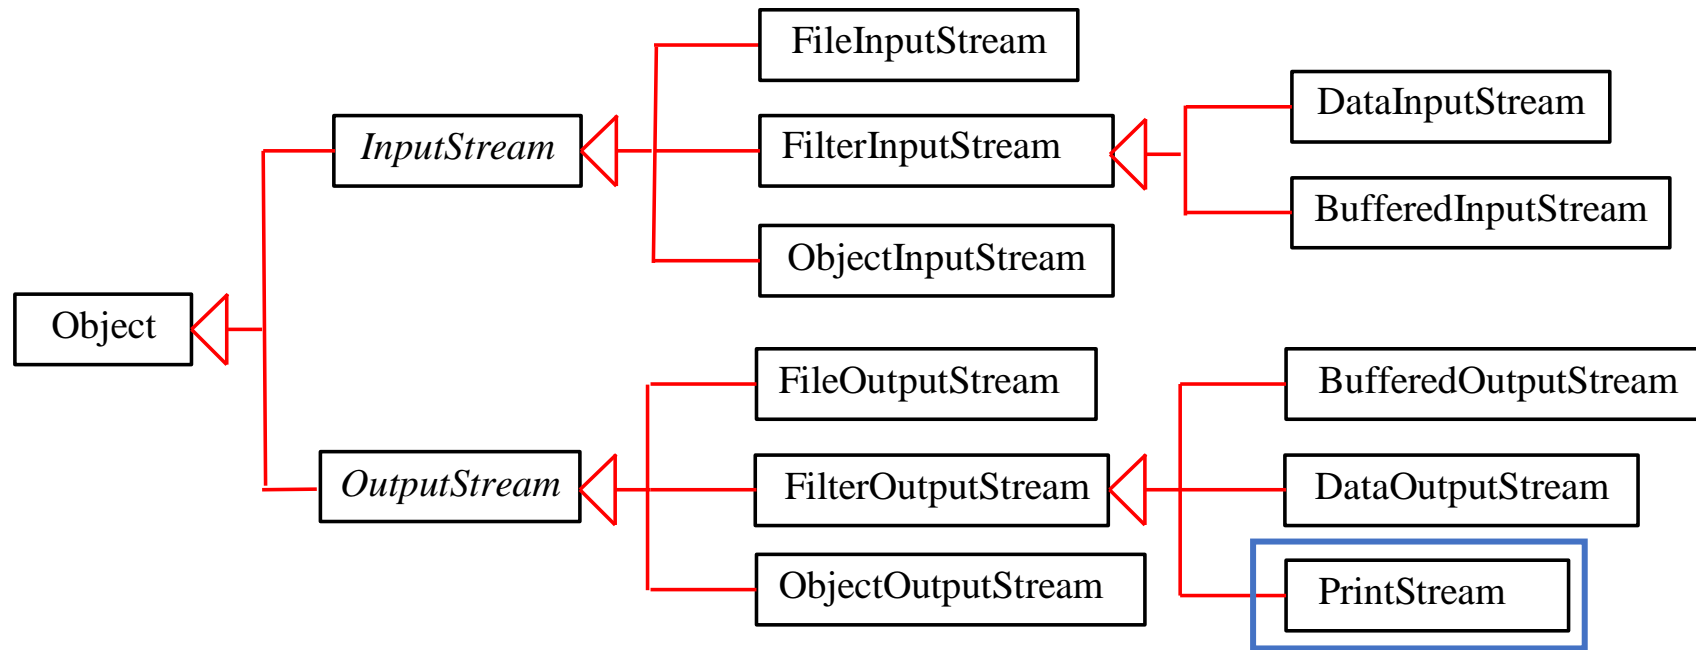 FileInputStream
DataInputStream
InputStream
FilterInputStream
BufferedInputStream
ObjectInputStream
Object
FileOutputStream
BufferedOutputStream
OutputStream
FilterOutputStream
DataOutputStream
ObjectOutputStream
PrintStream